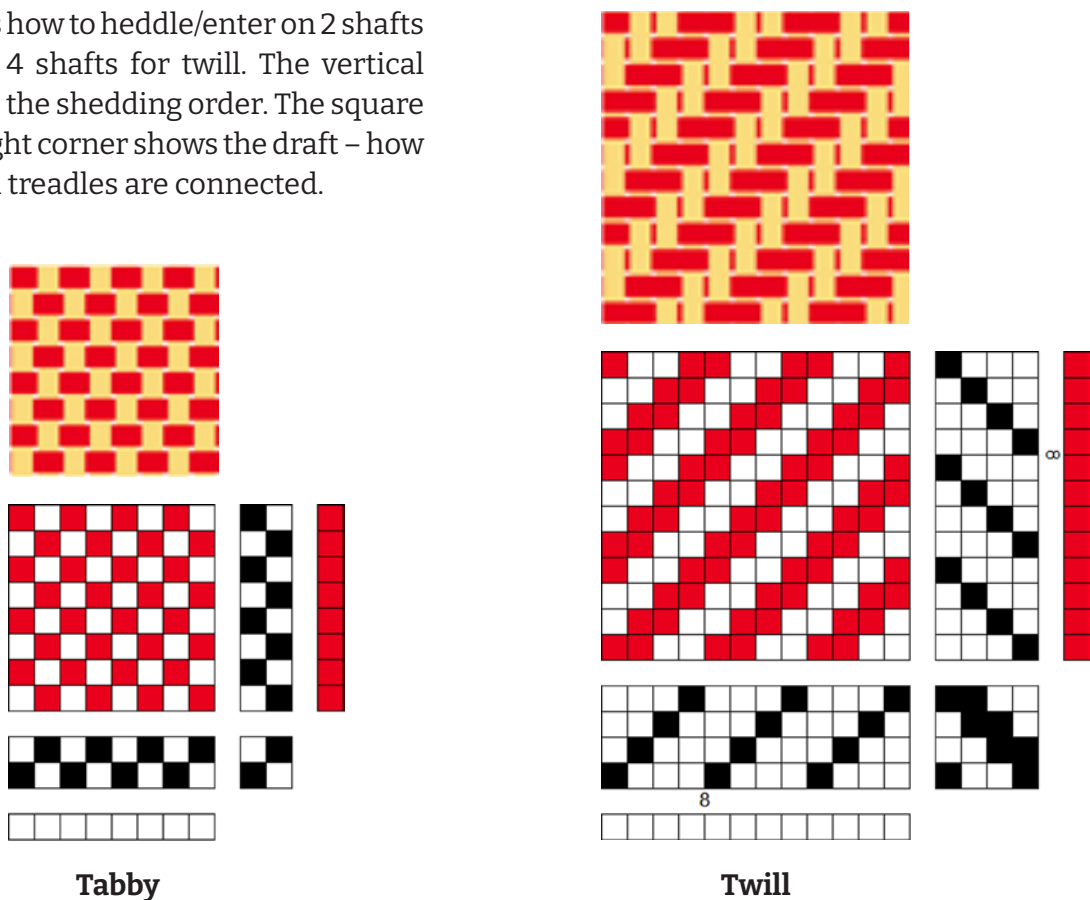 how to heddle/enter on 2 shafts
4 shafts for twill. The vertical
the shedding order. The square
corner shows the draft – how
treadles are connected.
8
8
Tabby
Twill